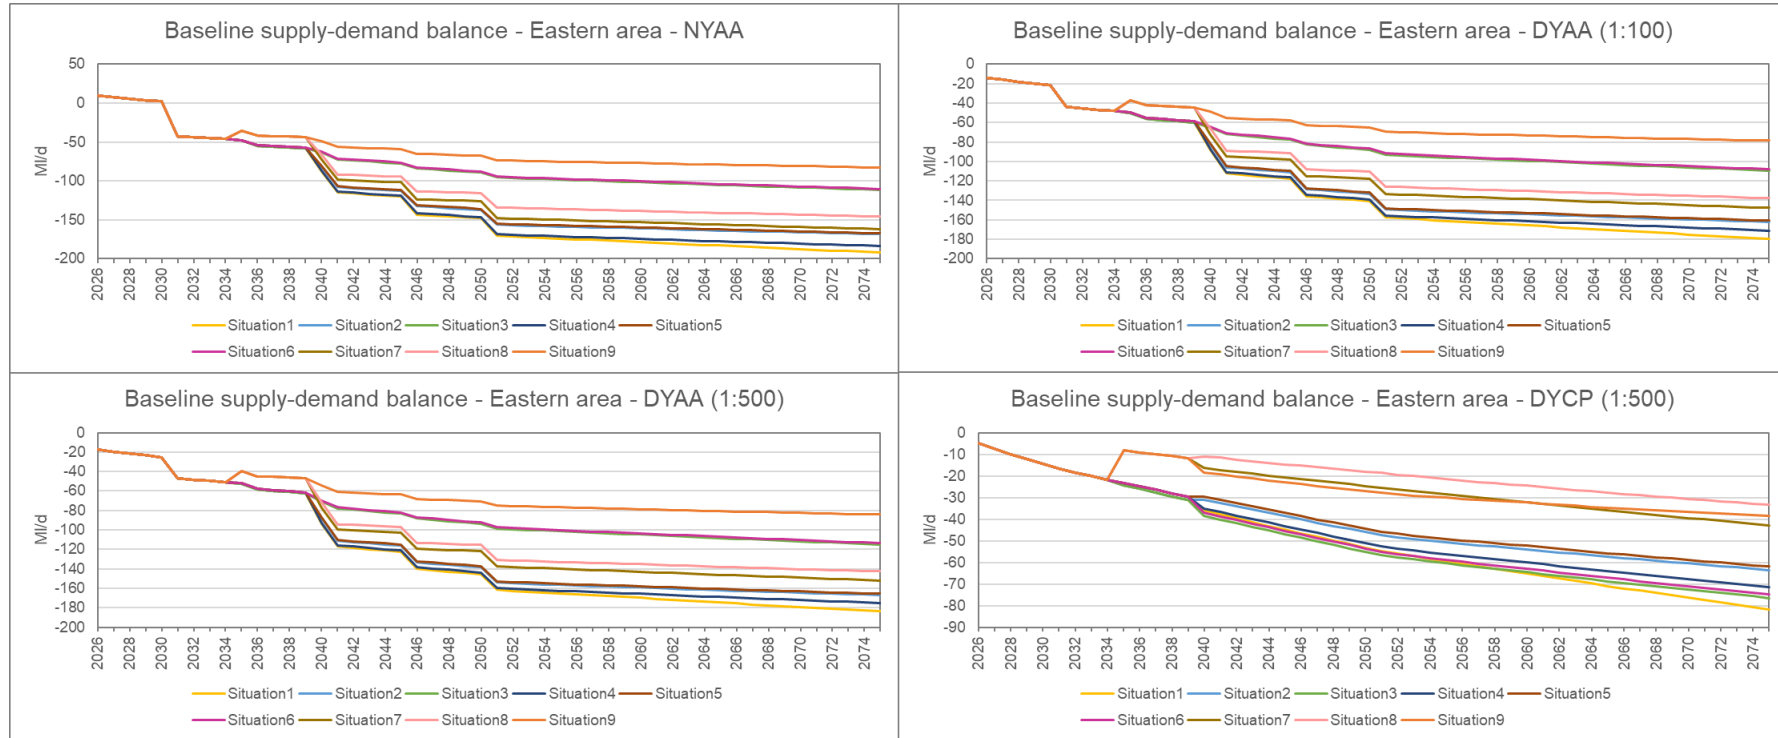 Baseline supply-demand balance - Eastern area - NYAA
Ml/d
50
0
-50
-100
-150
-200
2026 2028 2030 2032 2034 2036 2038 2040 2042 2044 2046 2048 2050 2052 2054 2056 2058 2060 2062 2064 2066 2068 2070 2072 2074
Situation1 Situation2 Situation3 Situation4 Situation5
Situation6 Situation7 Situation8 Situation9
Baseline supply-demand balance - Eastern area - DYAA (1:100)
Ml/d
0
-20
-40
-60
-80
-100
-120
-140
-160
-180
-200
2026 2028 2030 2032 2034 2036 2038 2040 2042 2044 2046 2048 2050 2052 2054 2056 2058 2060 2062 2064 2066 2068 2070 2072 2074
Situation1 Situation2 Situation3 Situation4 Situation5
Situation6 Situation7 Situation8 Situation9
Baseline supply-demand balance - Eastern area - DYAA (1:500)
Ml/d
0
-20
-40
-60
-80
-100
-120
-140
-160
-180
-200
2026 2028 2030 2032 2034 2036 2038 2040 2042 2044 2046 2048 2050 2052 2054 2056 2058 2060 2062 2064 2066 2068 2070 2072 2074
Situation1 Situation2 Situation3 Situation4 Situation5
Situation6 Situation7 Situation8 Situation9
Baseline supply-demand balance - Eastern area - DYCP (1:500)
Ml/d
0
-10
-20
-30
-40
-50
-60
-70
-80
-90
2026 2028 2030 2032 2034 2036 2038 2040 2042 2044 2046 2048 2050 2052 2054 2056 2058 2060 2062 2064 2066 2068 2070 2072 2074
Situation1 Situation2 Situation3 Situation4 Situation5
Situation6 Situation7 Situation8 Situation9